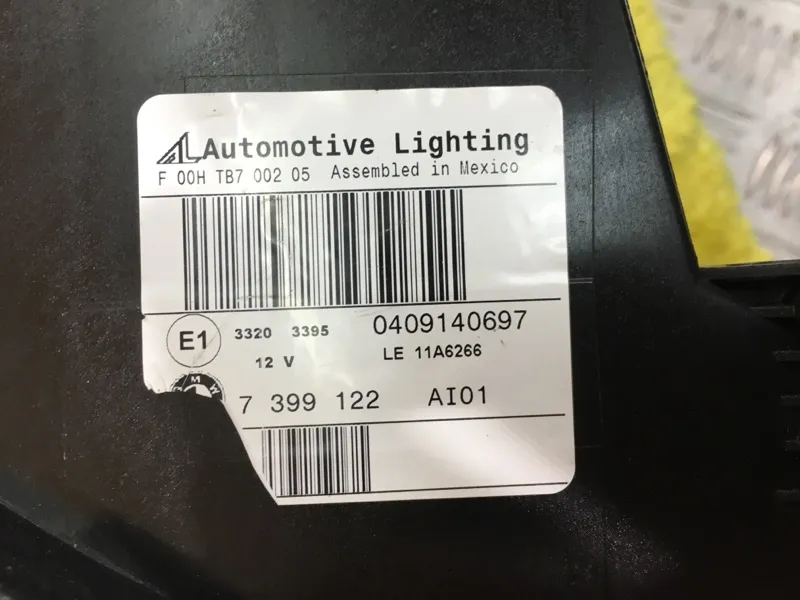 AL Automotive Lighting
F 00H TB7 002 05 Assembled in Mexico
E1 3320 3395 0409140697
12 V LE 11A6266
7 399 122 AI01